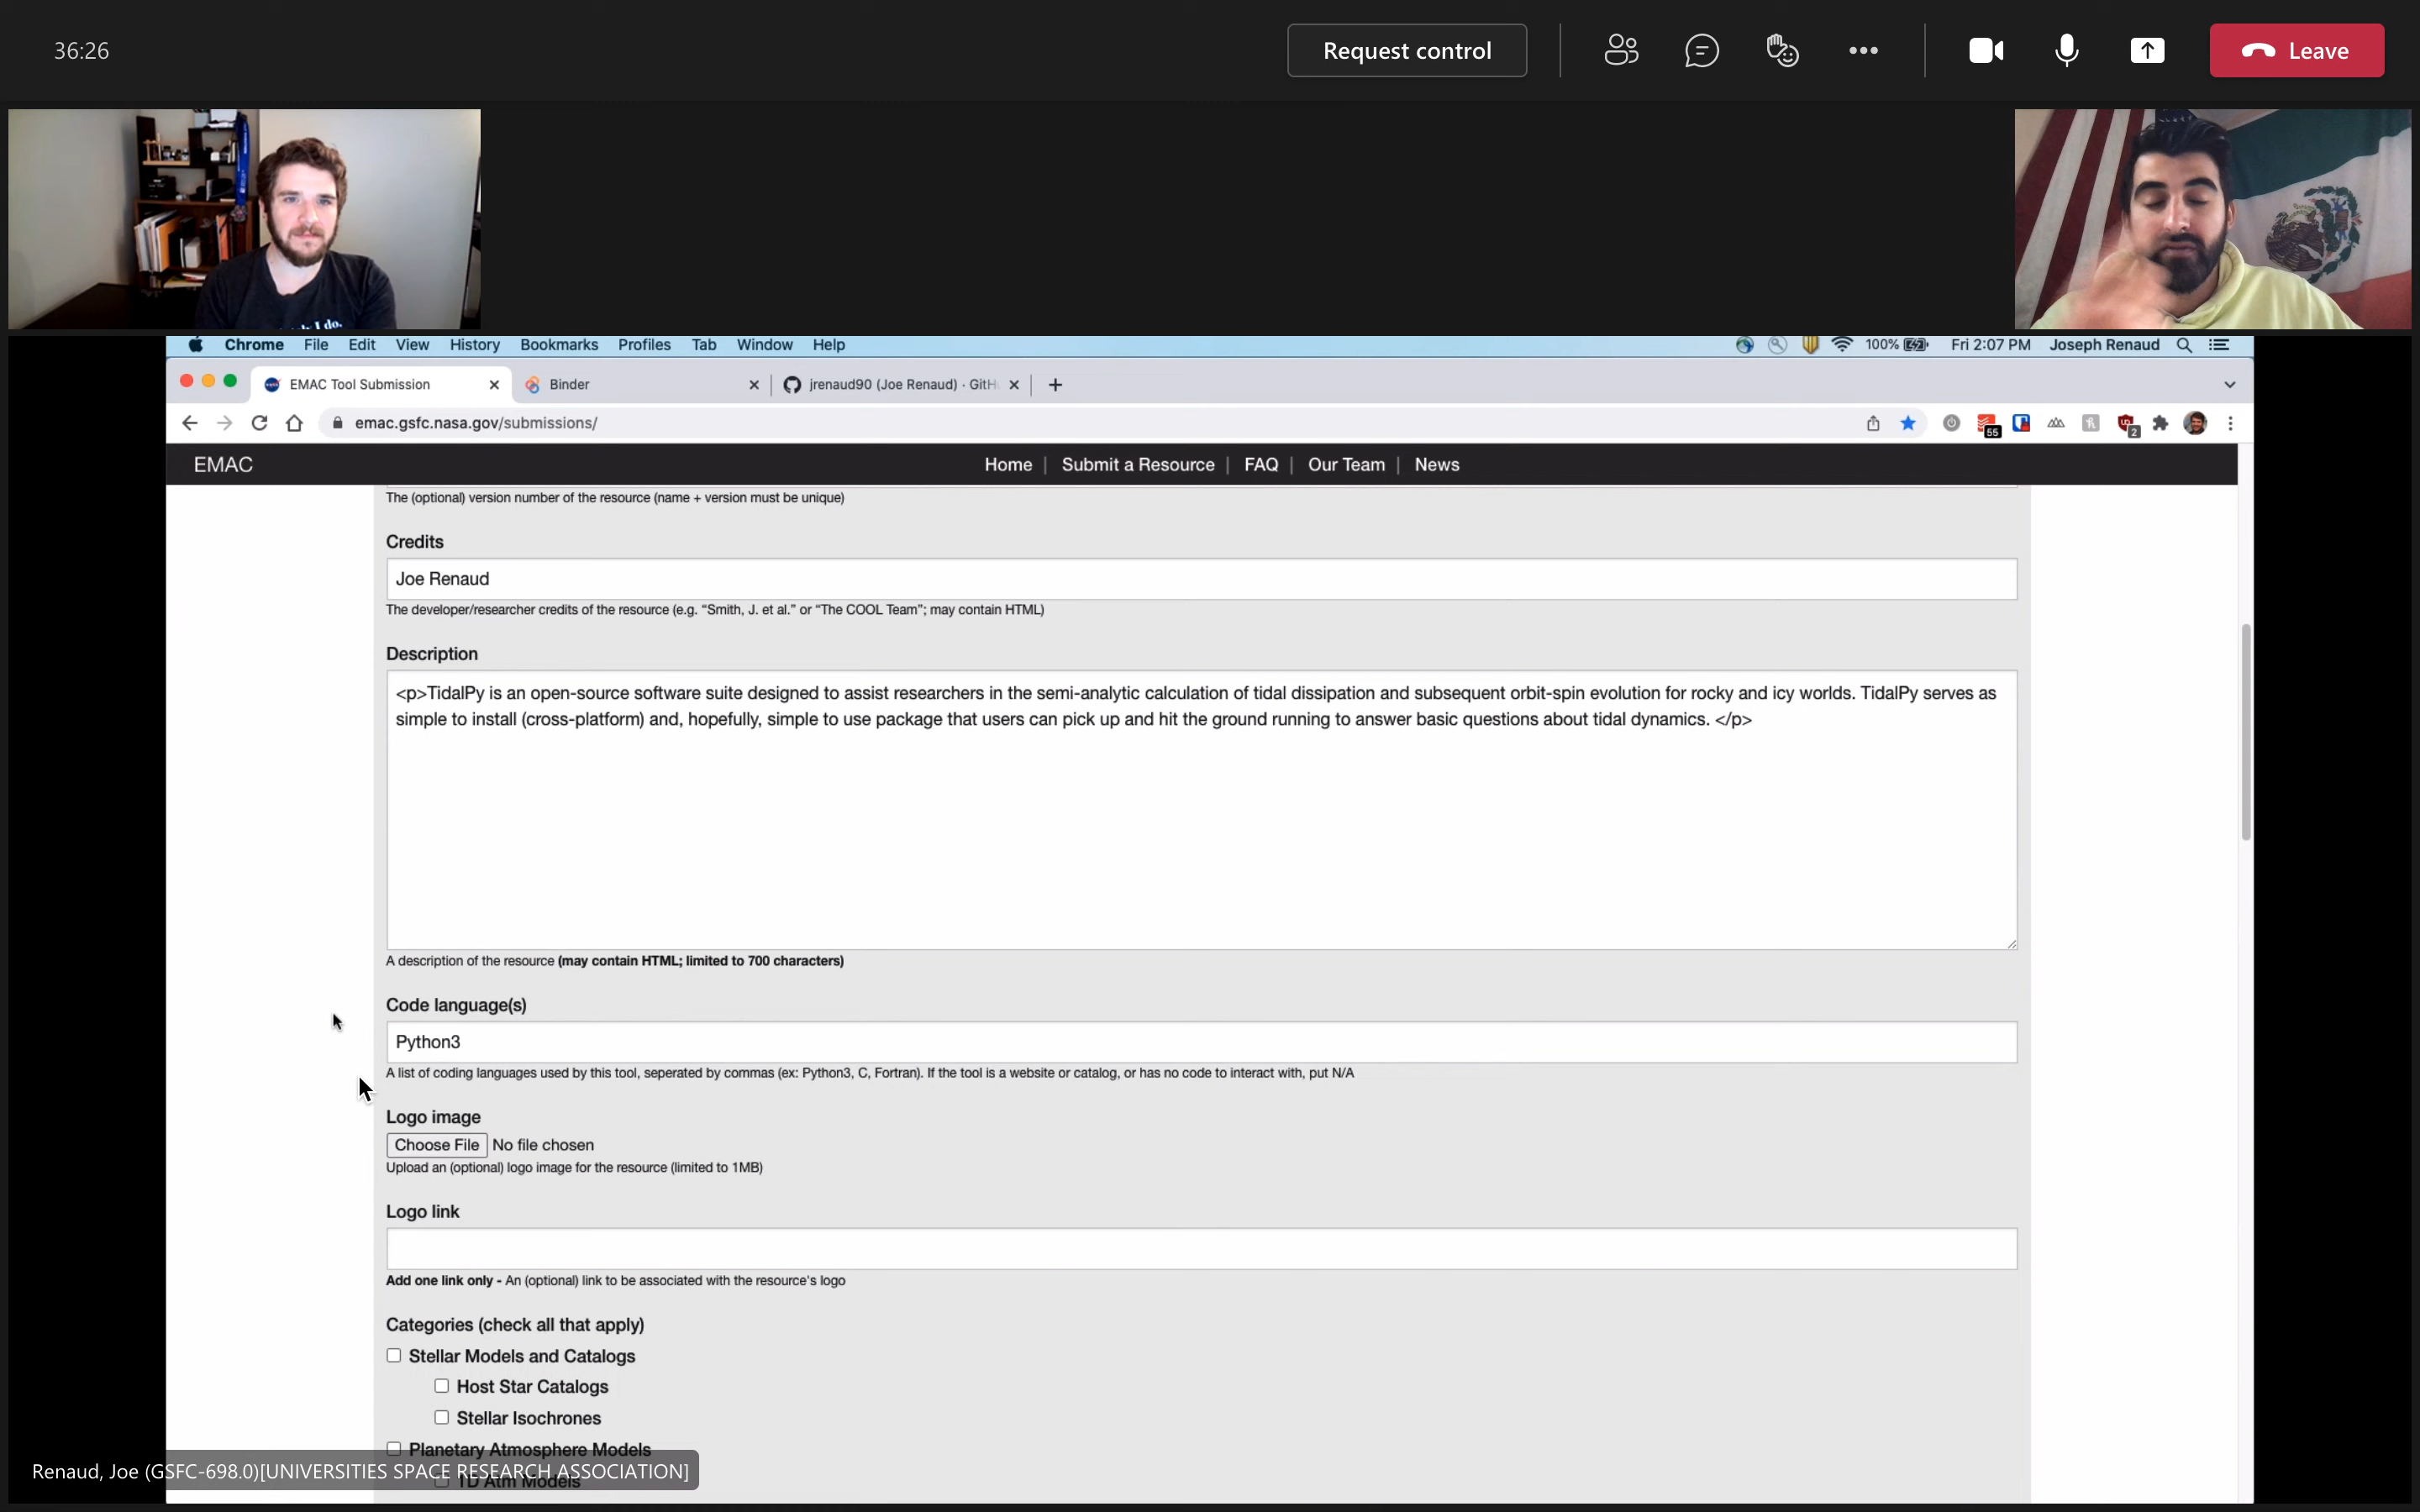 36:26
Request control
Leave
Chrome File Edit View History Bookmarks Profiles Tab Window Help
100% Fri 2:07 PM Joseph Renaud
EMAC Tool Submission
Binder
jrenaud90 (Joe Renaud) · GitH
emac.gsfc.nasa.gov/submissions/
55
2
EMAC
Home | Submit a Resource | FAQ | Our Team | News
The (optional) version number of the resource (name + version must be unique)
Credits
Joe Renaud
The developer/researcher credits of the resource (e.g. “Smith, J. et al.” or “The COOL Team”; may contain HTML)
Description
<p>TidalPy is an open-source software suite designed to assist researchers in the semi-analytic calculation of tidal dissipation and subsequent orbit-spin evolution for rocky and icy worlds. TidalPy serves as
simple to install (cross-platform) and, hopefully, simple to use package that users can pick up and hit the ground running to answer basic questions about tidal dynamics. </p>
A description of the resource (may contain HTML; limited to 700 characters)
Code language(s)
Python3
A list of coding languages used by this tool, seperated by commas (ex: Python3, C, Fortran). If the tool is a website or catalog, or has no code to interact with, put N/A
Logo image
Choose File No file chosen
Upload an (optional) logo image for the resource (limited to 1MB)
Logo link
Add one link only - An (optional) link to be associated with the resource's logo
Categories (check all that apply)
Stellar Models and Catalogs
Host Star Catalogs
Stellar Isochrones
Planetary Atmosphere Models
1D Atm Models
Renaud, Joe (GSFC-698.0)[UNIVERSITIES SPACE RESEARCH ASSOCIATION]